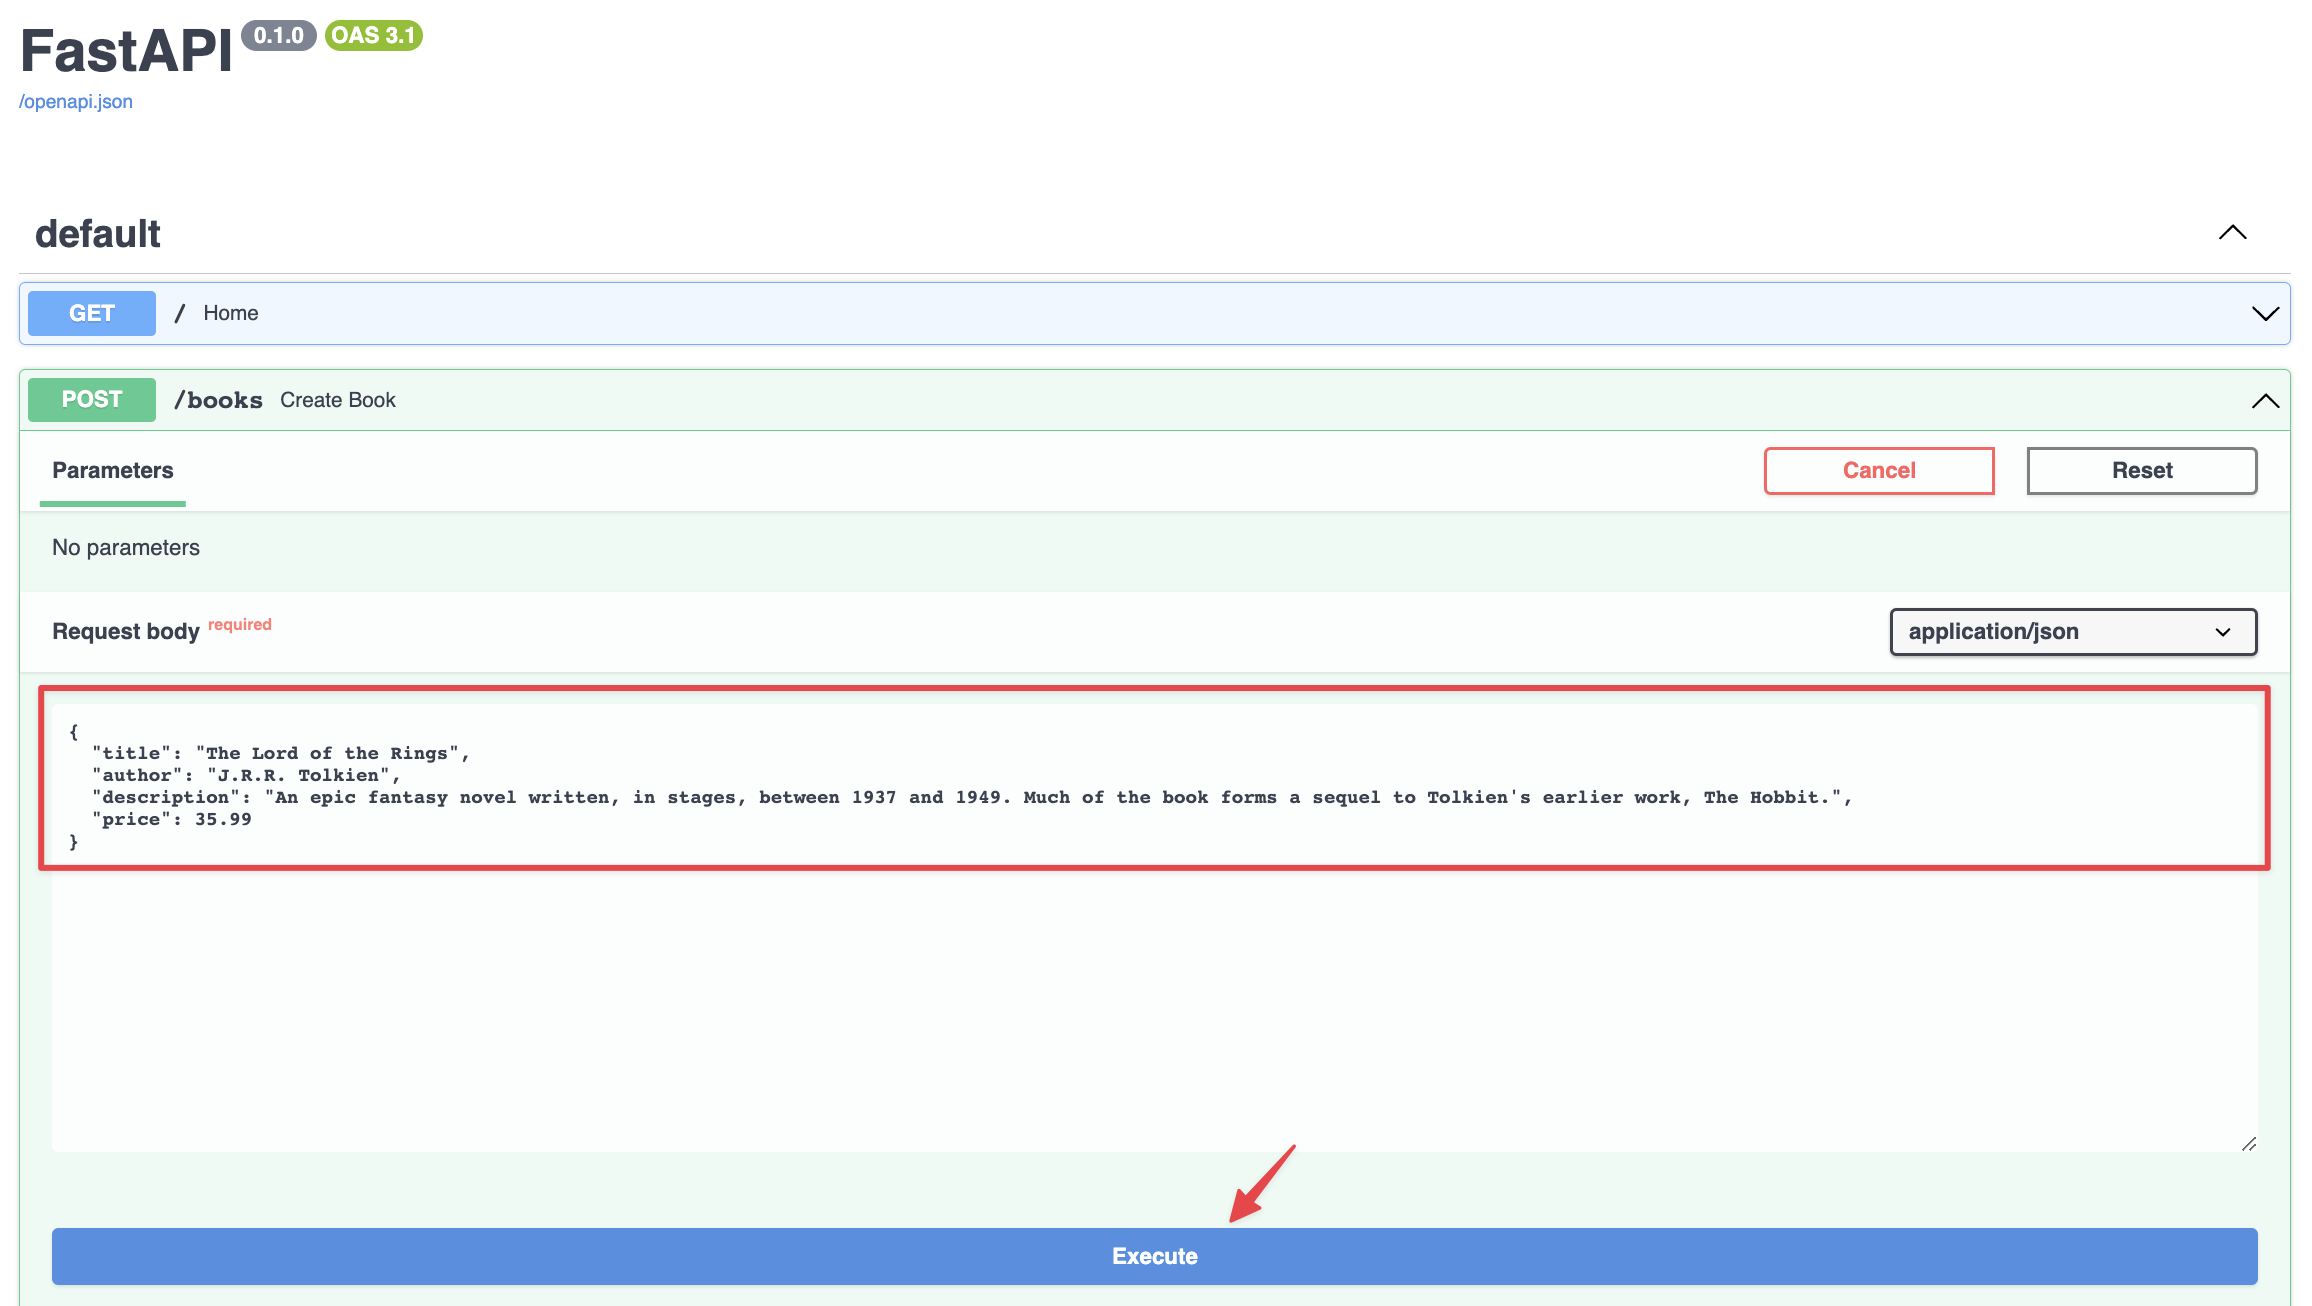 FastAPI 0.1.0 OAS 3.1
/openapi.json
default
GET / Home
POST /books Create Book
Parameters Cancel Reset
No parameters
Request body required application/json
{
  "title": "The Lord of the Rings",
  "author": "J.R.R. Tolkien",
  "description": "An epic fantasy novel written, in stages, between 1937 and 1949. Much of the book forms a sequel to Tolkien's earlier work, The Hobbit.",
  "price": 35.99
}
Execute